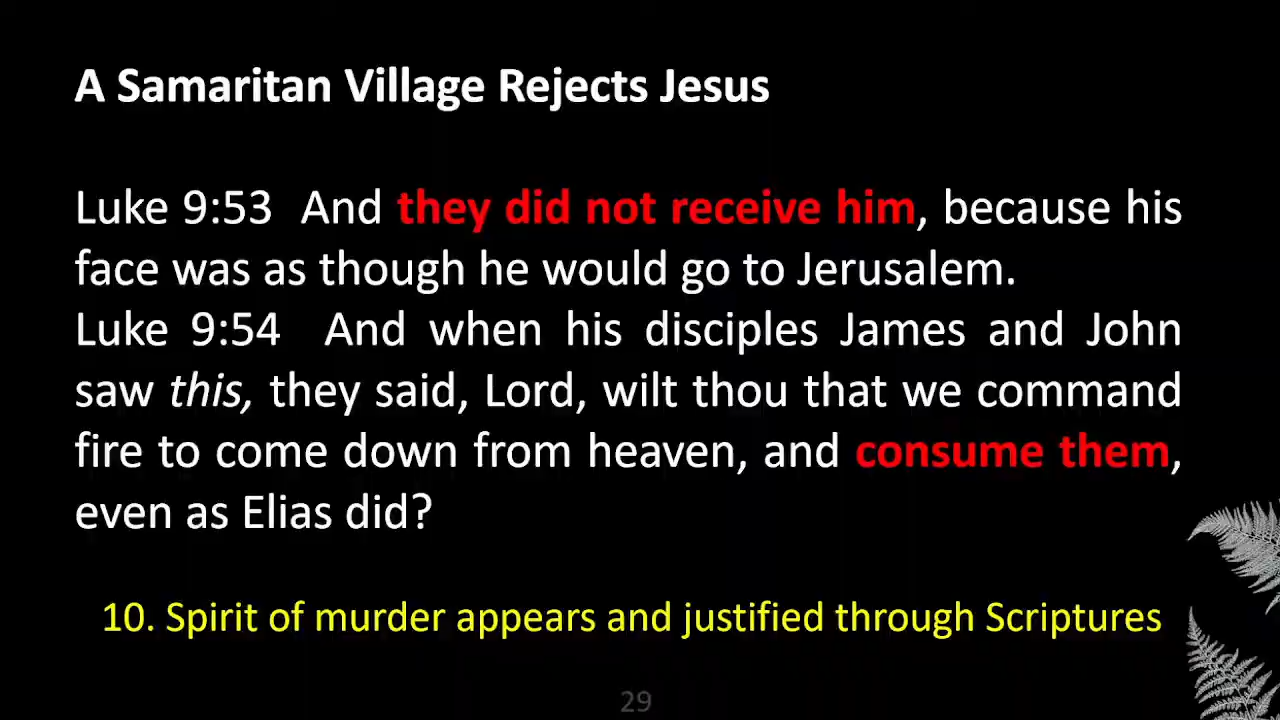 A Samaritan Village Rejects Jesus
Luke 9:53 And they did not receive him, because his
face was as though he would go to Jerusalem.
Luke 9:54 And when his disciples James and John
saw this, they said, Lord, wilt thou that we command
fire to come down from heaven, and consume them,
even as Elias did?
10. Spirit of murder appears and justified through Scriptures
29